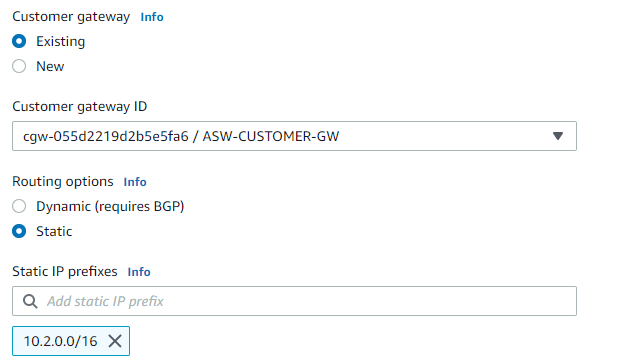 Customer gateway Info
Existing
New
Customer gateway ID
cgw-055d2219d2b5e5fa6 / ASW-CUSTOMER-GW
Routing options Info
Dynamic (requires BGP)
Static
Static IP prefixes Info
Add static IP prefix
10.2.0.0/16